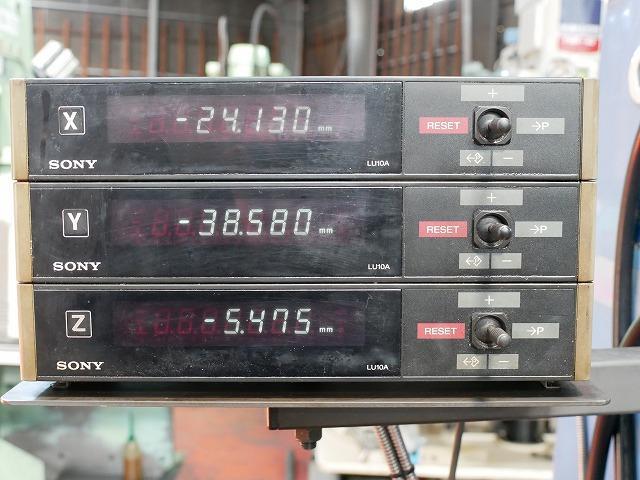 X
-24.130 mm
SONY
LU10A
+
RESET
→P
−
Y
-38.580 mm
SONY
LU10A
+
RESET
→P
−
Z
-5.475 mm
SONY
LU10A
+
RESET
→P
−